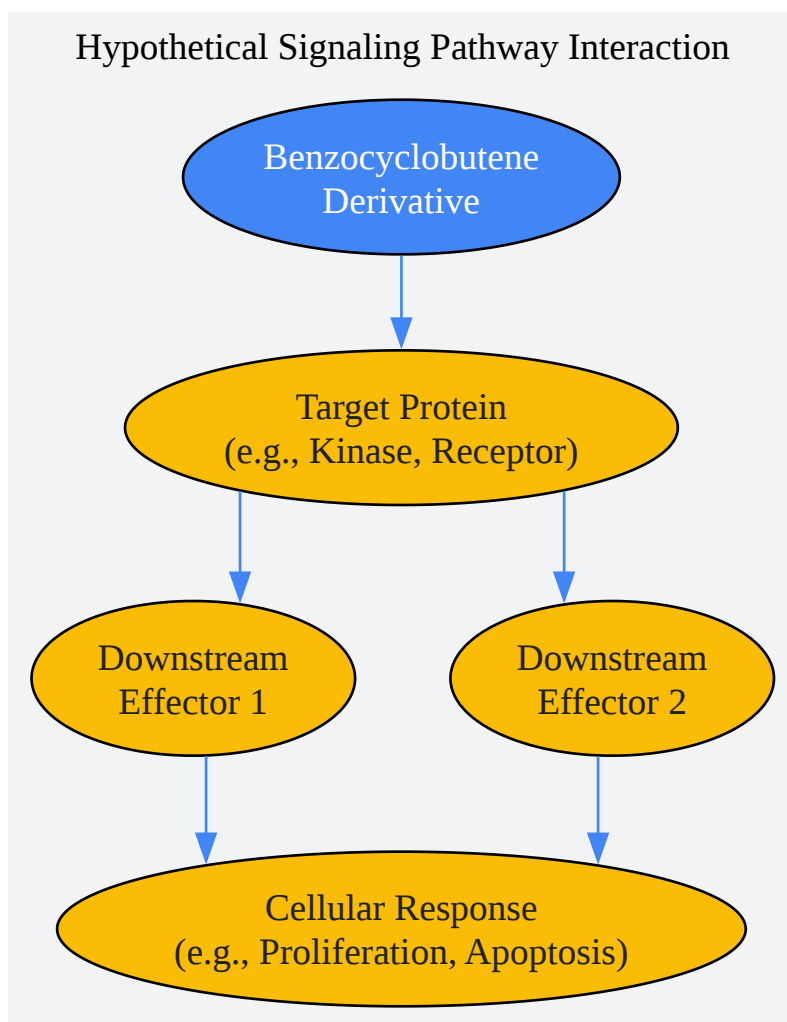 Hypothetical Signaling Pathway Interaction
Benzocyclobutene
Derivative
Target Protein
(e.g., Kinase, Receptor)
Downstream
Effector 1
Downstream
Effector 2
Cellular Response
(e.g., Proliferation, Apoptosis)